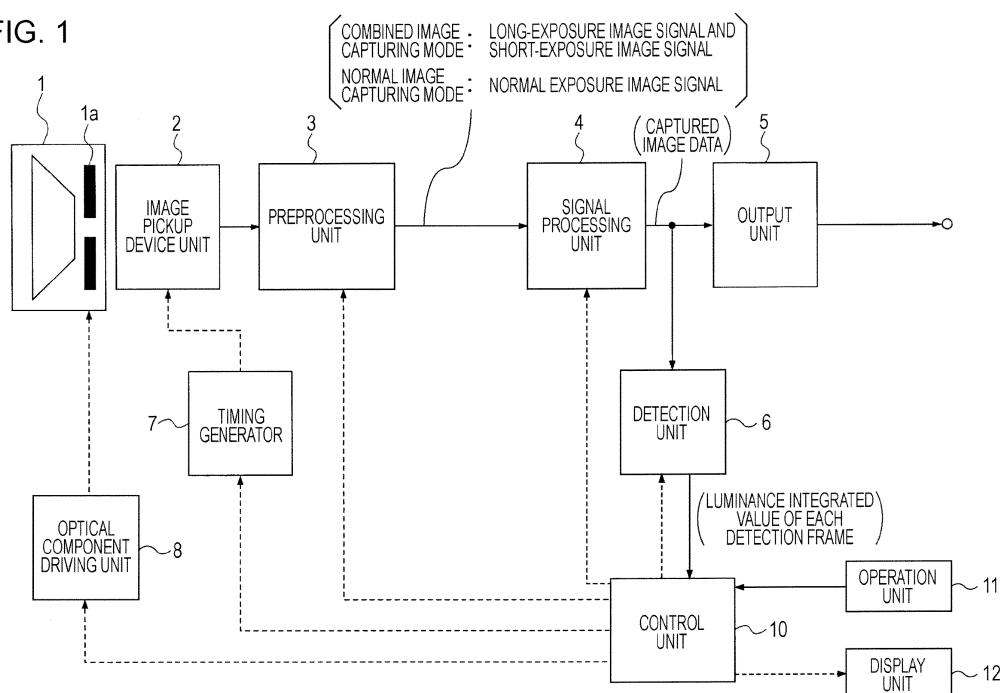 FIG. 1
COMBINED IMAGE CAPTURING MODE : LONG-EXPOSURE IMAGE SIGNAL AND SHORT-EXPOSURE IMAGE SIGNAL
NORMAL IMAGE CAPTURING MODE : NORMAL EXPOSURE IMAGE SIGNAL
1
1a
2
3
4
(CAPTURED
IMAGE DATA)
5
IMAGE
PICKUP
DEVICE UNIT
PREPROCESSING
UNIT
SIGNAL
PROCESSING
UNIT
OUTPUT
UNIT
7
TIMING
GENERATOR
DETECTION
UNIT
6
(LUMINANCE INTEGRATED
VALUE OF EACH
DETECTION FRAME)
OPTICAL
COMPONENT
DRIVING UNIT
8
CONTROL
UNIT
10
OPERATION
UNIT
11
DISPLAY
UNIT
12